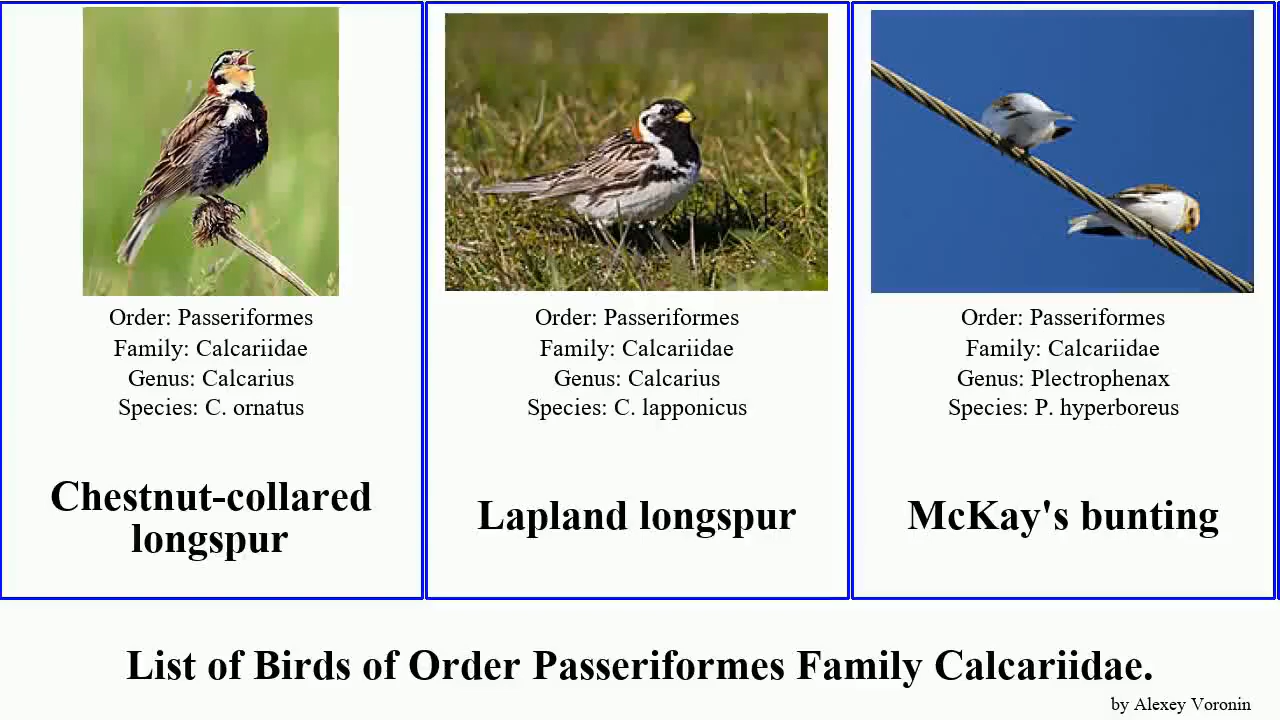 Order: Passeriformes
Family: Calcariidae
Genus: Calcarius
Species: C. ornatus
Chestnut-collared
longspur
Order: Passeriformes
Family: Calcariidae
Genus: Calcarius
Species: C. lapponicus
Lapland longspur
Order: Passeriformes
Family: Calcariidae
Genus: Plectrophenax
Species: P. hyperboreus
McKay's bunting
List of Birds of Order Passeriformes Family Calcariidae.
by Alexey Voronin